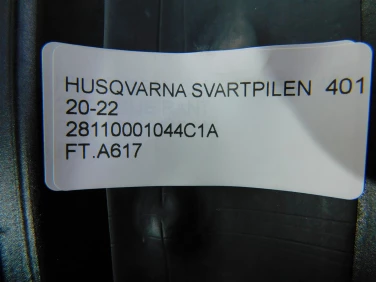 HUSQVARNA SVARTPILEN 401
20-22
28110001044C1A
FT.A617